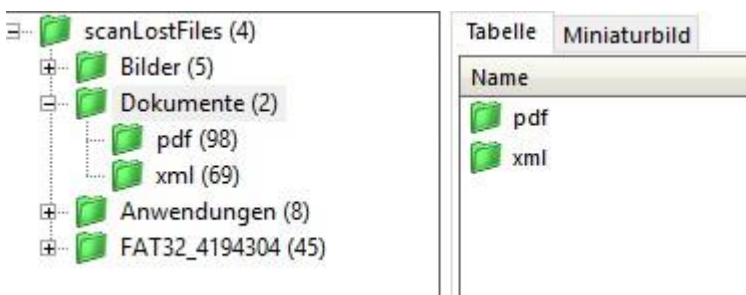 scanLostFiles (4)
Bilder (5)
Dokumente (2)
pdf (98)
xml (69)
Anwendungen (8)
FAT32_4194304 (45)
Tabelle Miniaturbild
Name
pdf
xml